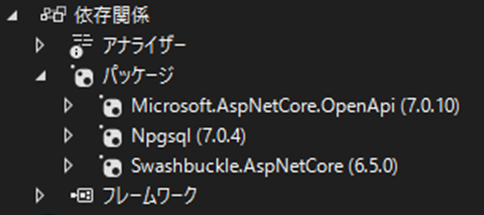 依存関係
アナライザー
パッケージ
Microsoft.AspNetCore.OpenApi (7.0.10)
Npgsql (7.0.4)
Swashbuckle.AspNetCore (6.5.0)
フレームワーク